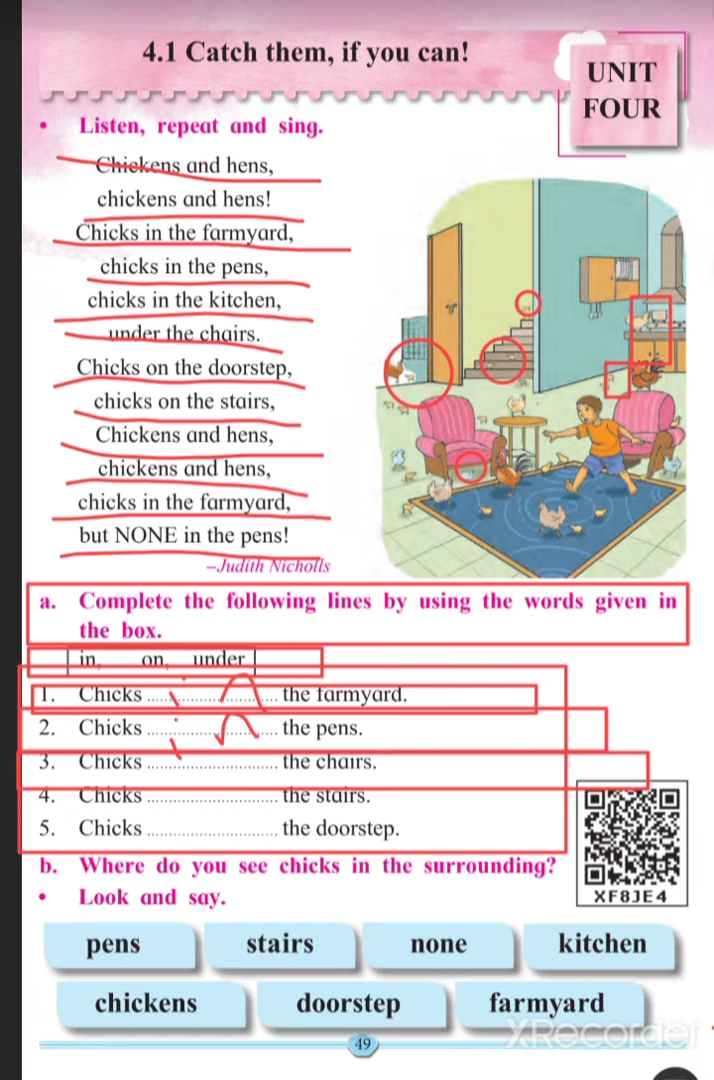 4.1 Catch them, if you can!
UNIT
FOUR
• Listen, repeat and sing.
Chickens and hens,
chickens and hens!
Chicks in the farmyard,
chicks in the pens,
chicks in the kitchen,
under the chairs.
Chicks on the doorstep,
chicks on the stairs,
Chickens and hens,
chickens and hens,
chicks in the farmyard,
but NONE in the pens!
–Judith Nicholls
a. Complete the following lines by using the words given in
the box.
in, on, under
1. Chicks ............................ the farmyard.
2. Chicks ............................ the pens.
3. Chicks ............................ the chairs.
4. Chicks ............................ the stairs.
5. Chicks ............................ the doorstep.
b. Where do you see chicks in the surrounding?
• Look and say.
XF8JE4
pens stairs none kitchen
chickens doorstep farmyard
49
XRecorder